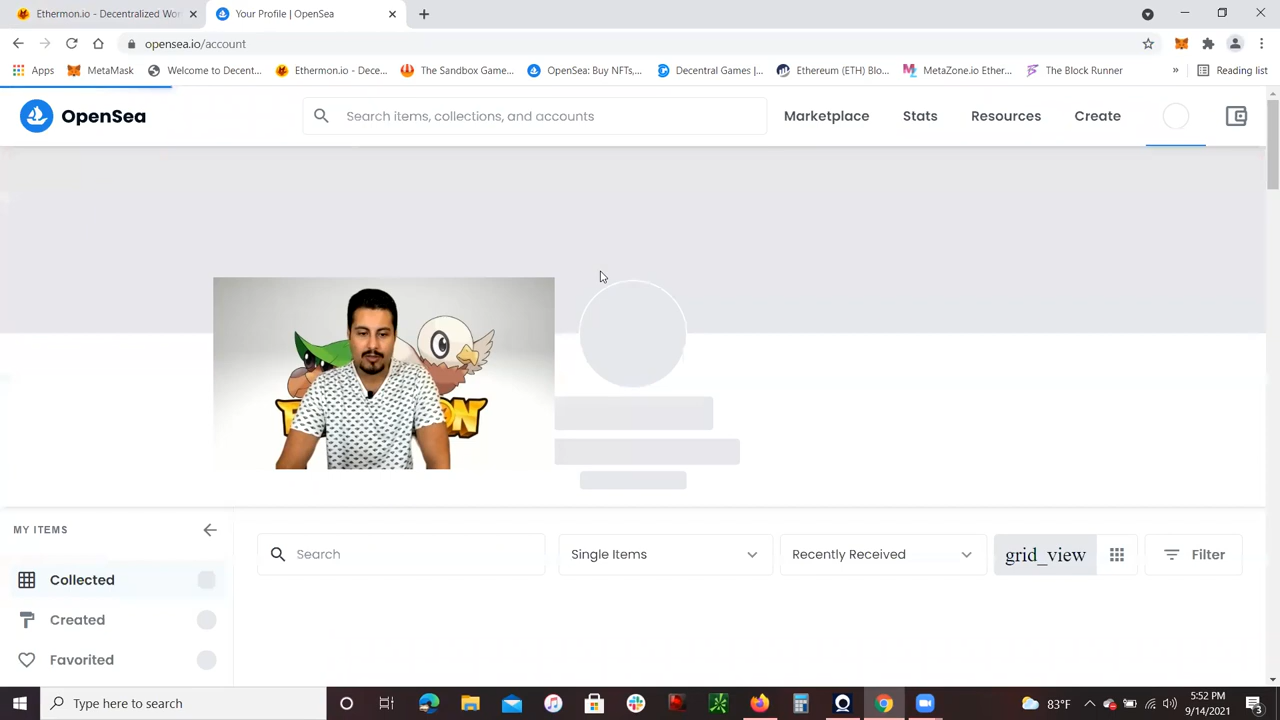 Ethermon.io - Decentralized Wor
Your Profile | OpenSea
opensea.io/account
Apps
MetaMask
Welcome to Decent...
Ethermon.io - Dece...
The Sandbox Game...
OpenSea: Buy NFTs,...
Decentral Games |...
Ethereum (ETH) Blo...
MetaZone.io Ether...
The Block Runner
»
Reading list
OpenSea
Search items, collections, and accounts
Marketplace
Stats
Resources
Create
MY ITEMS
Search
Single Items
Recently Received
grid_view
Filter
Collected
Created
Favorited
Type here to search
83°F
5:52 PM
9/14/2021
3